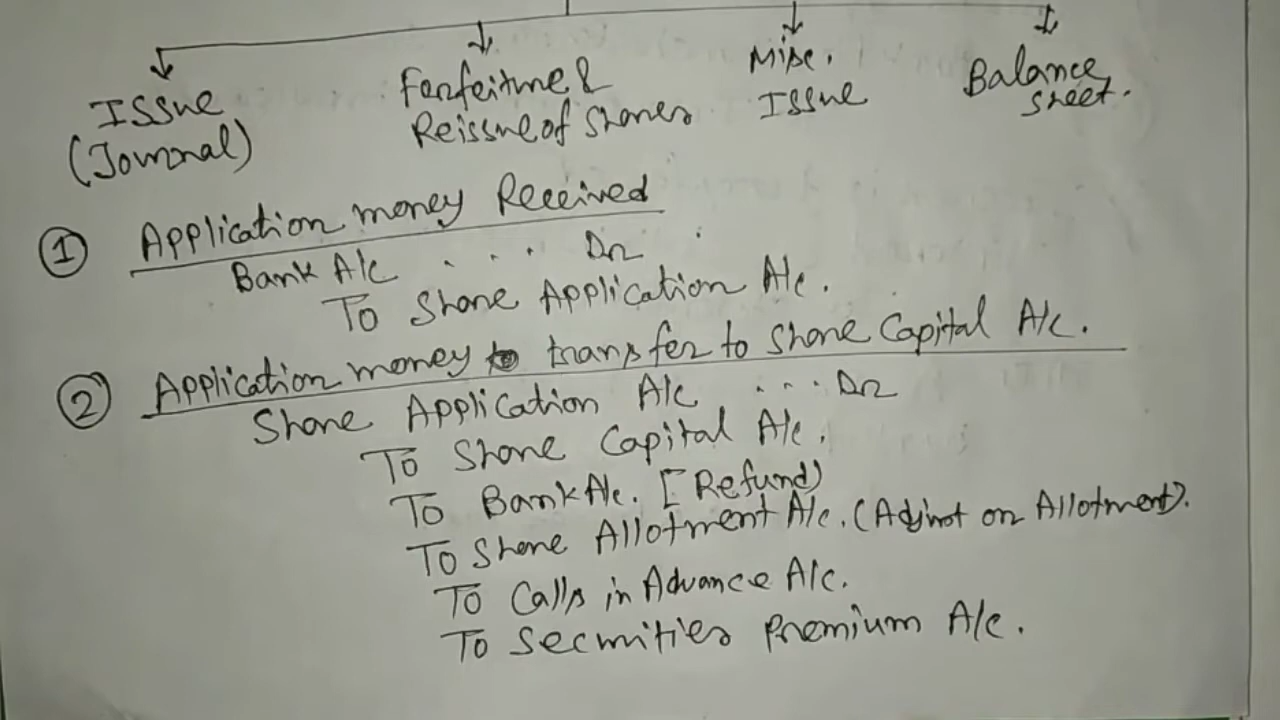 Issue
(Journal)
Forfeiture &
Reissue of Shares
Misc.
Issue
Balance
Sheet.
① Application money Received
Bank A/c . . . Dr
To Share Application A/c.
② Application money to transfer to Share Capital A/c.
Share Application A/c ... Dr
To Share Capital A/c.
To Bank A/c. [Refund)
To Share Allotment A/c. (Adjust on Allotment).
To Calls in Advance A/c.
To Securities Premium A/c.